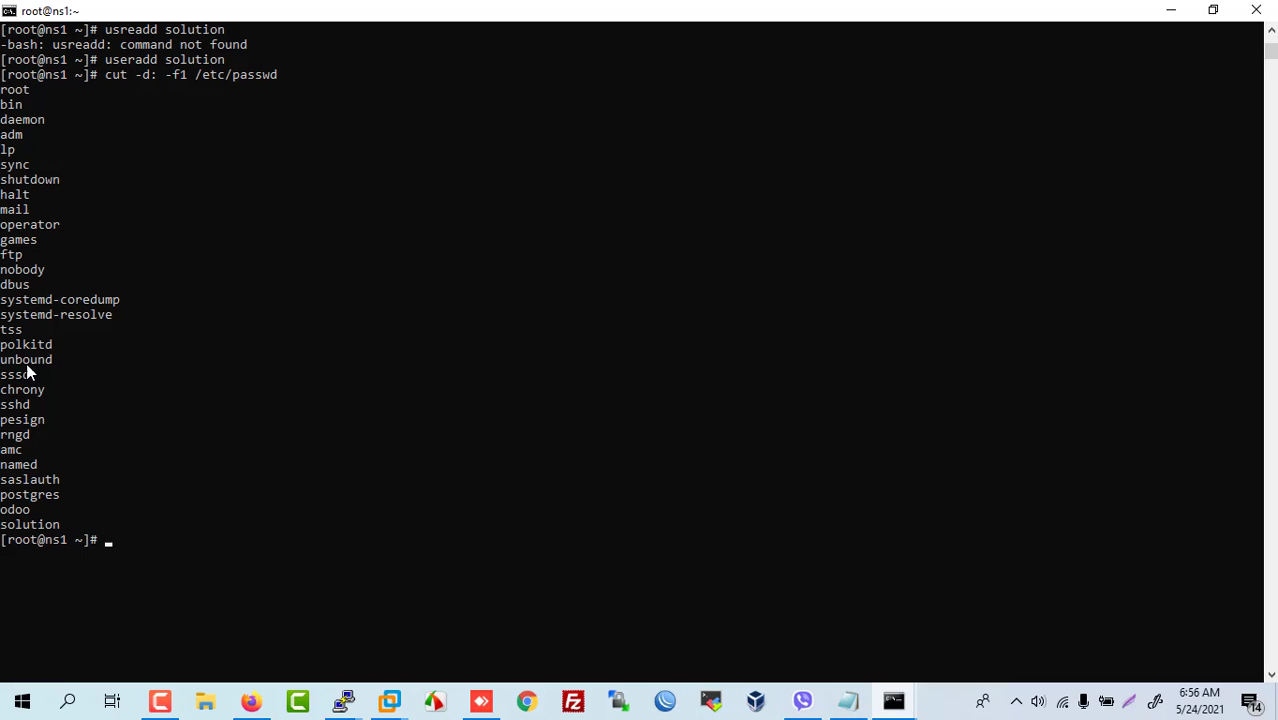 root@ns1:~
[root@ns1 ~]# usreadd solution
-bash: usreadd: command not found
[root@ns1 ~]# useradd solution
[root@ns1 ~]# cut -d: -f1 /etc/passwd
root
bin
daemon
adm
lp
sync
shutdown
halt
mail
operator
games
ftp
nobody
dbus
systemd-coredump
systemd-resolve
tss
polkitd
unbound
sssd
chrony
sshd
pesign
rngd
amc
named
saslauth
postgres
odoo
solution
[root@ns1 ~]# _
6:56 AM
5/24/2021
14